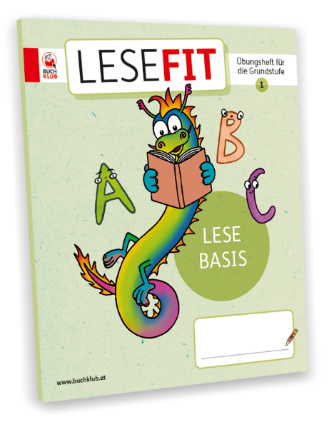 BUCH
KLUB
LESEFIT
Übungsheft für
die Grundstufe
1
A
B
C
LESE
BASIS
www.buchklub.at